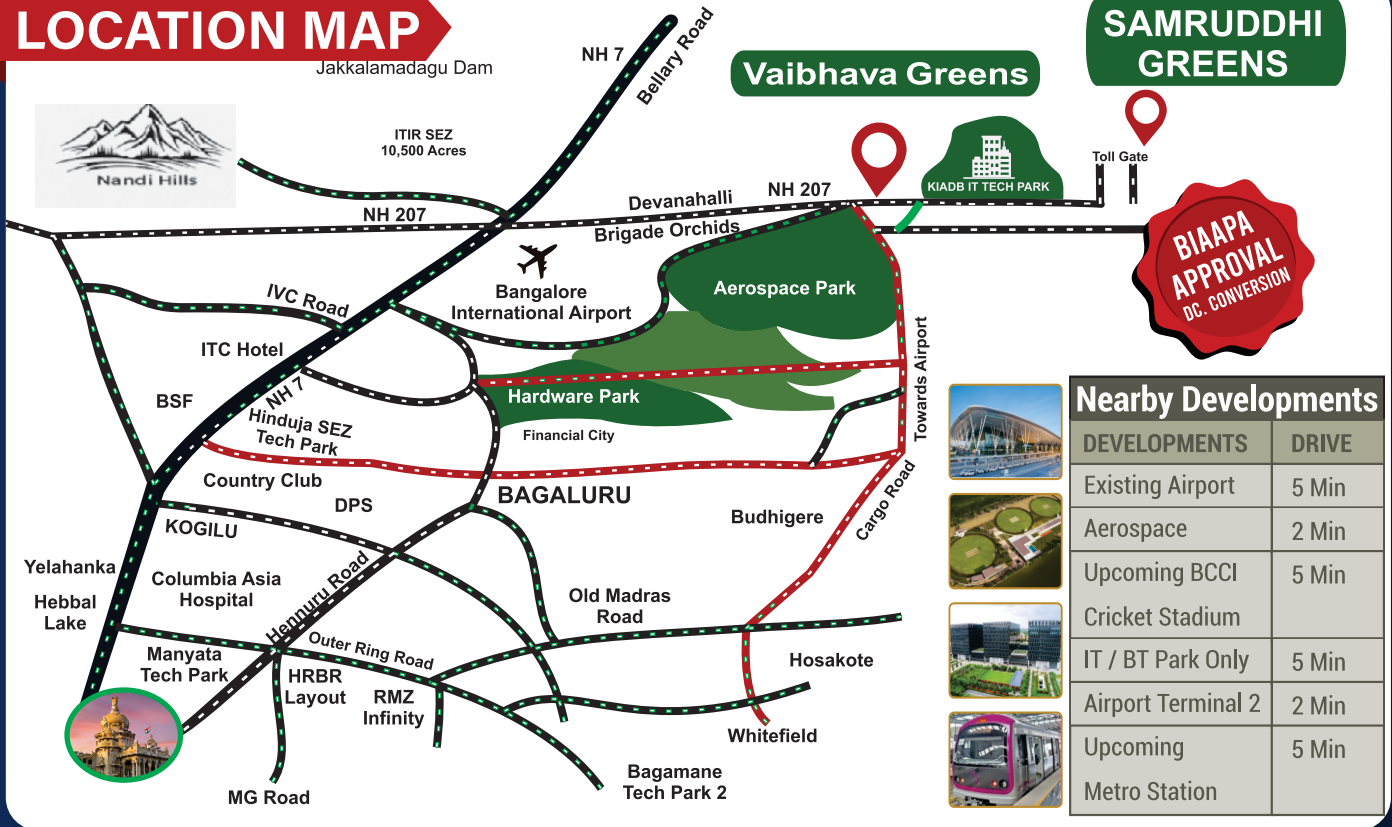 LOCATION MAP
Jakkalamadagu Dam
NH 7
Bellary Road
Vaibhava Greens
SAMRUDDHI
GREENS
Nandi Hills
ITIR SEZ
10,500 Acres
KIADB IT TECH PARK
Toll Gate
NH 207
Devanahalli
NH 207
Brigade Orchids
BIAAPA
APPROVAL
DC. CONVERSION
IVC Road
Bangalore
International Airport
Aerospace Park
ITC Hotel
NH 7
BSF
Hinduja SEZ
Tech Park
Hardware Park
Financial City
Towards Airport
Country Club
DPS
BAGALURU
KOGILU
Budhigere
Cargo Road
Yelahanka
Hebbal
Lake
Columbia Asia
Hospital
Hennuru Road
Old Madras
Road
Manyata
Tech Park
Outer Ring Road
HRBR
Layout
RMZ
Infinity
Hosakote
Whitefield
MG Road
Bagamane
Tech Park 2
Nearby Developments
DEVELOPMENTS DRIVE
Existing Airport 5 Min
Aerospace 2 Min
Upcoming BCCI 5 Min
Cricket Stadium
IT / BT Park Only 5 Min
Airport Terminal 2 2 Min
Upcoming 5 Min
Metro Station